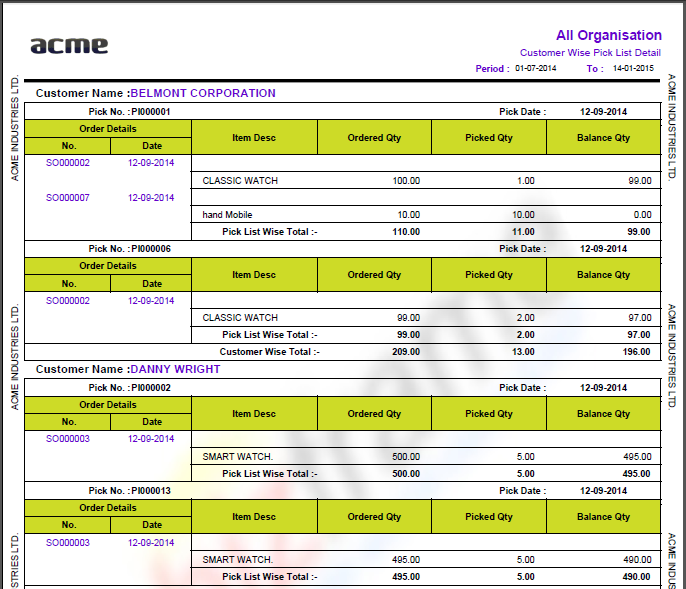 acme
All Organisation
Customer Wise Pick List Detail
Period : 01-07-2014 To : 14-01-2015
ACME INDUSTRIES LTD.
ACME INDUSTRIES LTD.
Customer Name :BELMONT CORPORATION
Pick No. :PI000001 Pick Date : 12-09-2014
Order Details
No. Date Item Desc Ordered Qty Picked Qty Balance Qty
SO000002 12-09-2014
CLASSIC WATCH 100.00 1.00 99.00
SO000007 12-09-2014
hand Mobile 10.00 10.00 0.00
Pick List Wise Total :- 110.00 11.00 99.00
Pick No. :PI000006 Pick Date : 12-09-2014
Order Details
No. Date Item Desc Ordered Qty Picked Qty Balance Qty
SO000002 12-09-2014
ACME INDUSTRIES LTD.
ACME INDUSTRIES LTD.
CLASSIC WATCH 99.00 2.00 97.00
Pick List Wise Total :- 99.00 2.00 97.00
Customer Wise Total :- 209.00 13.00 196.00
Customer Name :DANNY WRIGHT
Pick No. :PI000002 Pick Date : 12-09-2014
Order Details
No. Date Item Desc Ordered Qty Picked Qty Balance Qty
SO000003 12-09-2014
SMART WATCH. 500.00 5.00 495.00
Pick List Wise Total :- 500.00 5.00 495.00
Pick No. :PI000013 Pick Date : 12-09-2014
Order Details
No. Date Item Desc Ordered Qty Picked Qty Balance Qty
SO000003 12-09-2014
STRIES LTD.
ACME INDUS
SMART WATCH. 495.00 5.00 490.00
Pick List Wise Total :- 495.00 5.00 490.00